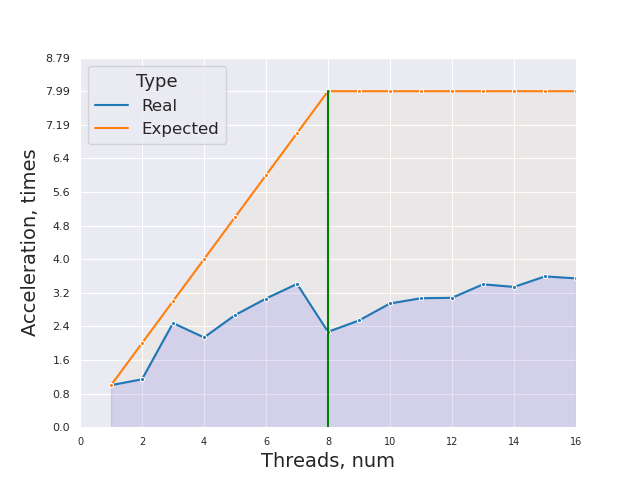 8.79
7.99
7.19
6.4
5.6
4.8
4.0
3.2
2.4
1.6
0.8
0.0
Acceleration, times
Type
Real
Expected
0 2 4 6 8 10 12 14 16
Threads, num